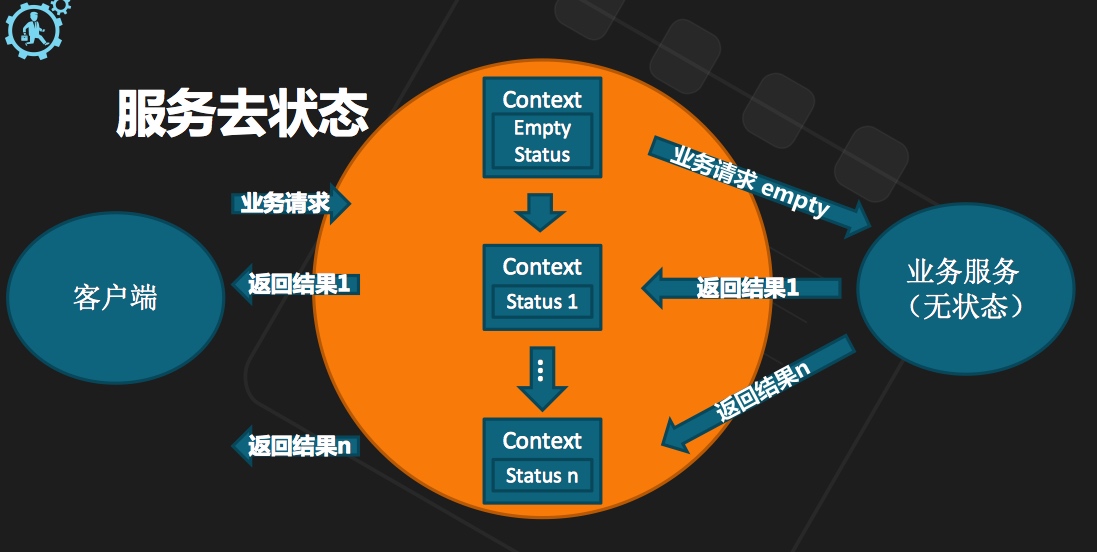 服务去状态
Context
Empty
Status
业务请求 empty
业务请求
Context
Status 1
返回结果1
返回结果1
客户端
业务服务
（无状态）
⋮
返回结果n
返回结果n
Context
Status n